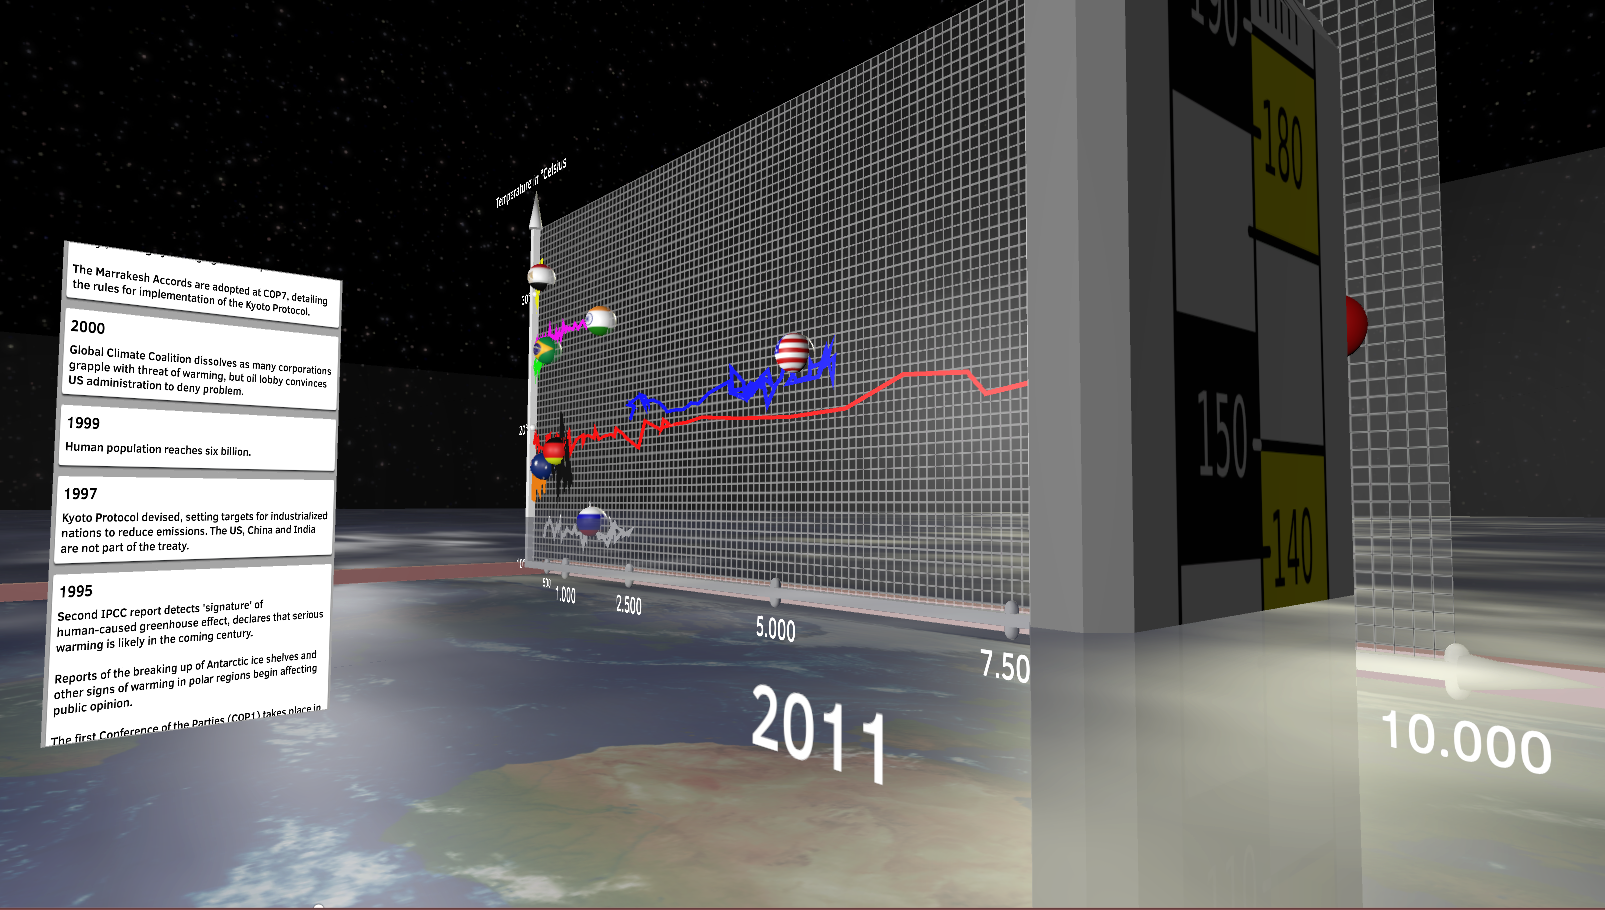 The Marrakesh Accords are adopted at COP7, detailing
the rules for implementation of the Kyoto Protocol.
2000
Global Climate Coalition dissolves as many corporations
grapple with threat of warming, but oil lobby convinces
US administration to deny problem.
1999
Human population reaches six billion.
1997
Kyoto Protocol devised, setting targets for industrialized
nations to reduce emissions. The US, China and India
are not part of the treaty.
1995
Second IPCC report detects 'signature' of
human-caused greenhouse effect, declares that serious
warming is likely in the coming century.
Reports of the breaking up of Antarctic ice shelves and
other signs of warming in polar regions begin affecting
public opinion.
The first Conference of the Parties (COP1) takes place in
Temperature in °Celsius
500
1.000
2.500
5.000
7.50
10.000
2011
190
180
150
140